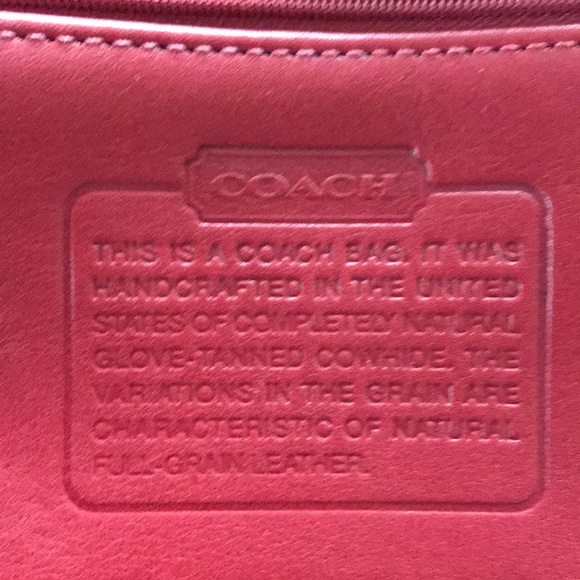 COACH
THIS IS A COACH BAG. IT WAS
HANDCRAFTED IN THE UNITED
STATES OF COMPLETELY NATURAL
GLOVE-TANNED COWHIDE. THE
VARIATIONS IN THE GRAIN ARE
CHARACTERISTIC OF NATURAL
FULL-GRAIN LEATHER.